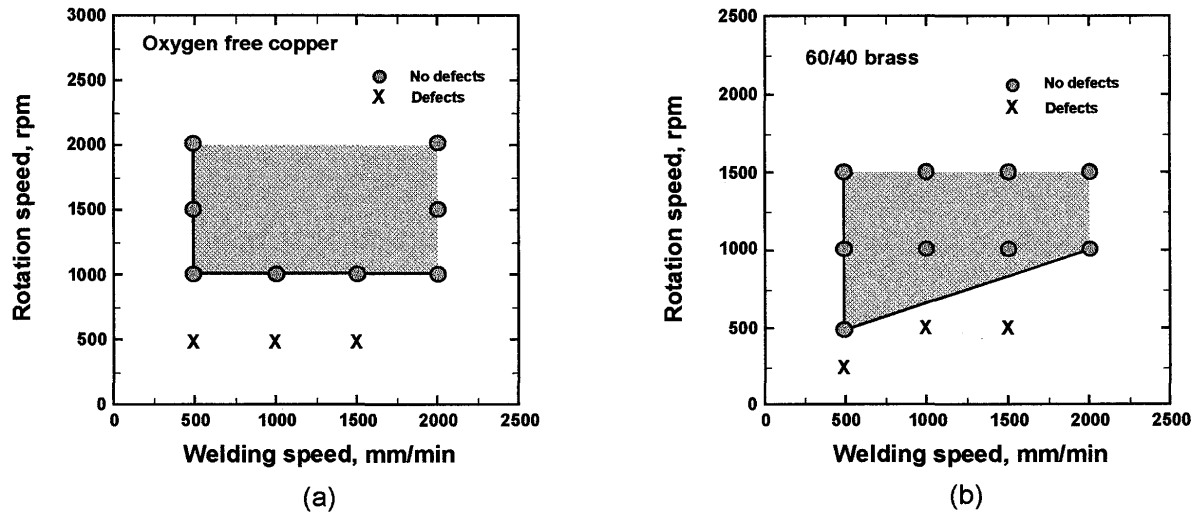 3000
Oxygen free copper
2500
No defects
X Defects
2000
1500
1000
500
X X X
0
0 500 1000 1500 2000 2500
Rotation speed, rpm
Welding speed, mm/min
(a)
2500
60/40 brass
2000
No defects
X Defects
1500
1000
500
X X
X
0
0 500 1000 1500 2000 2500
Rotation speed, rpm
Welding speed, mm/min
(b)